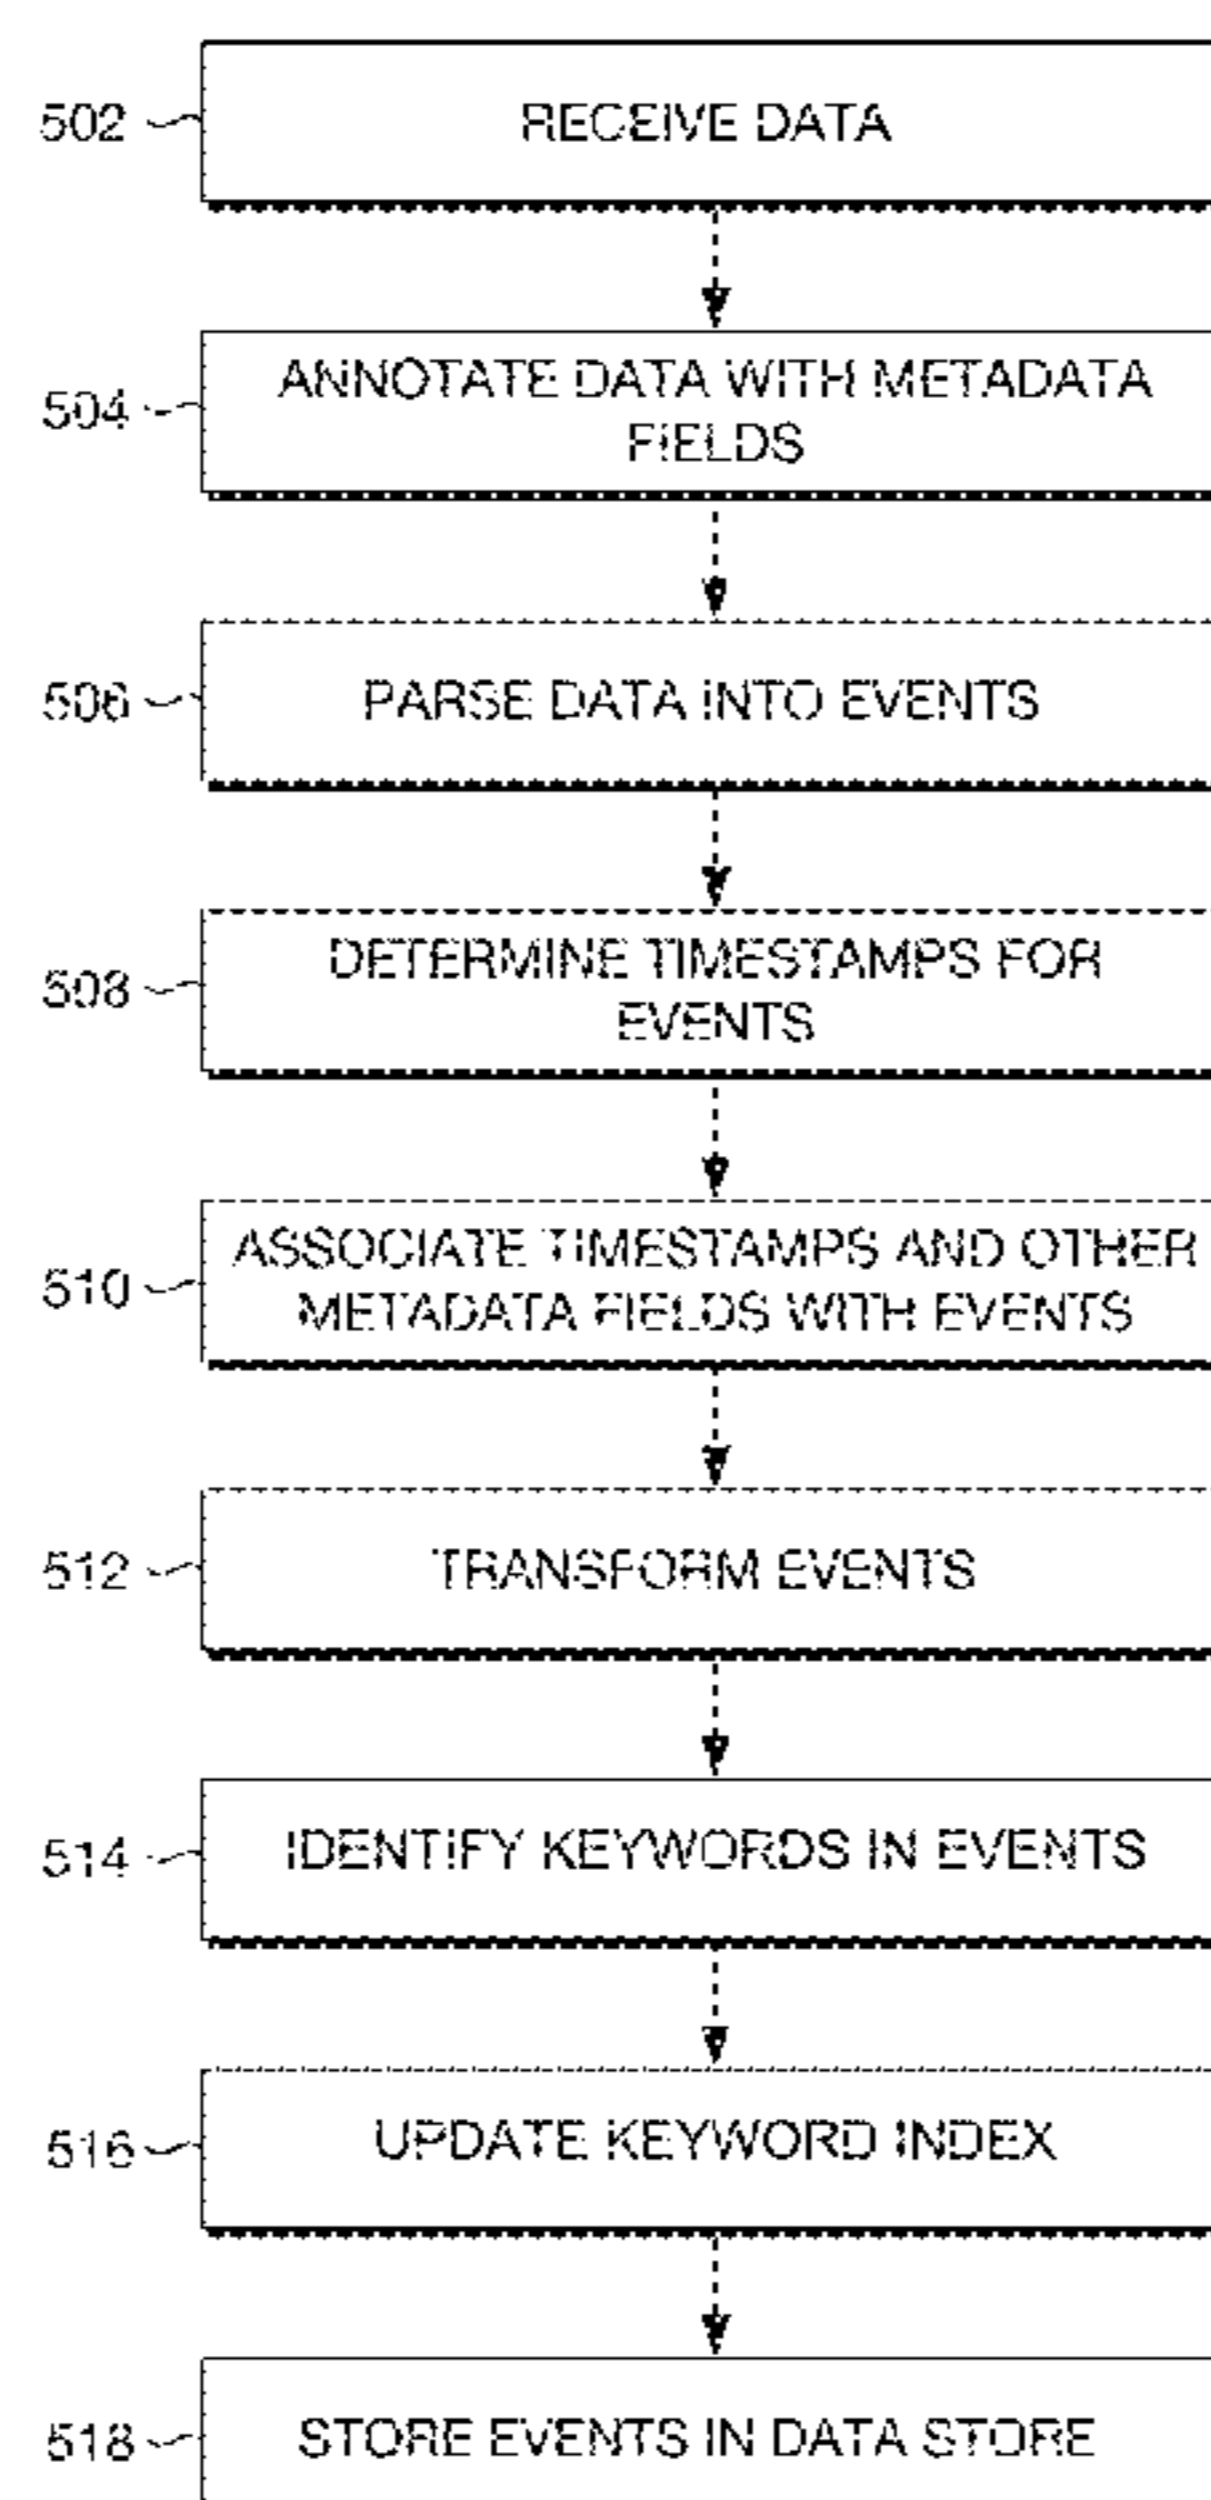 502 RECEIVE DATA
504 ANNOTATE DATA WITH METADATA
FIELDS
506 PARSE DATA INTO EVENTS
508 DETERMINE TIMESTAMPS FOR
EVENTS
510 ASSOCIATE TIMESTAMPS AND OTHER
METADATA FIELDS WITH EVENTS
512 TRANSFORM EVENTS
514 IDENTIFY KEYWORDS IN EVENTS
516 UPDATE KEYWORD INDEX
518 STORE EVENTS IN DATA STORE